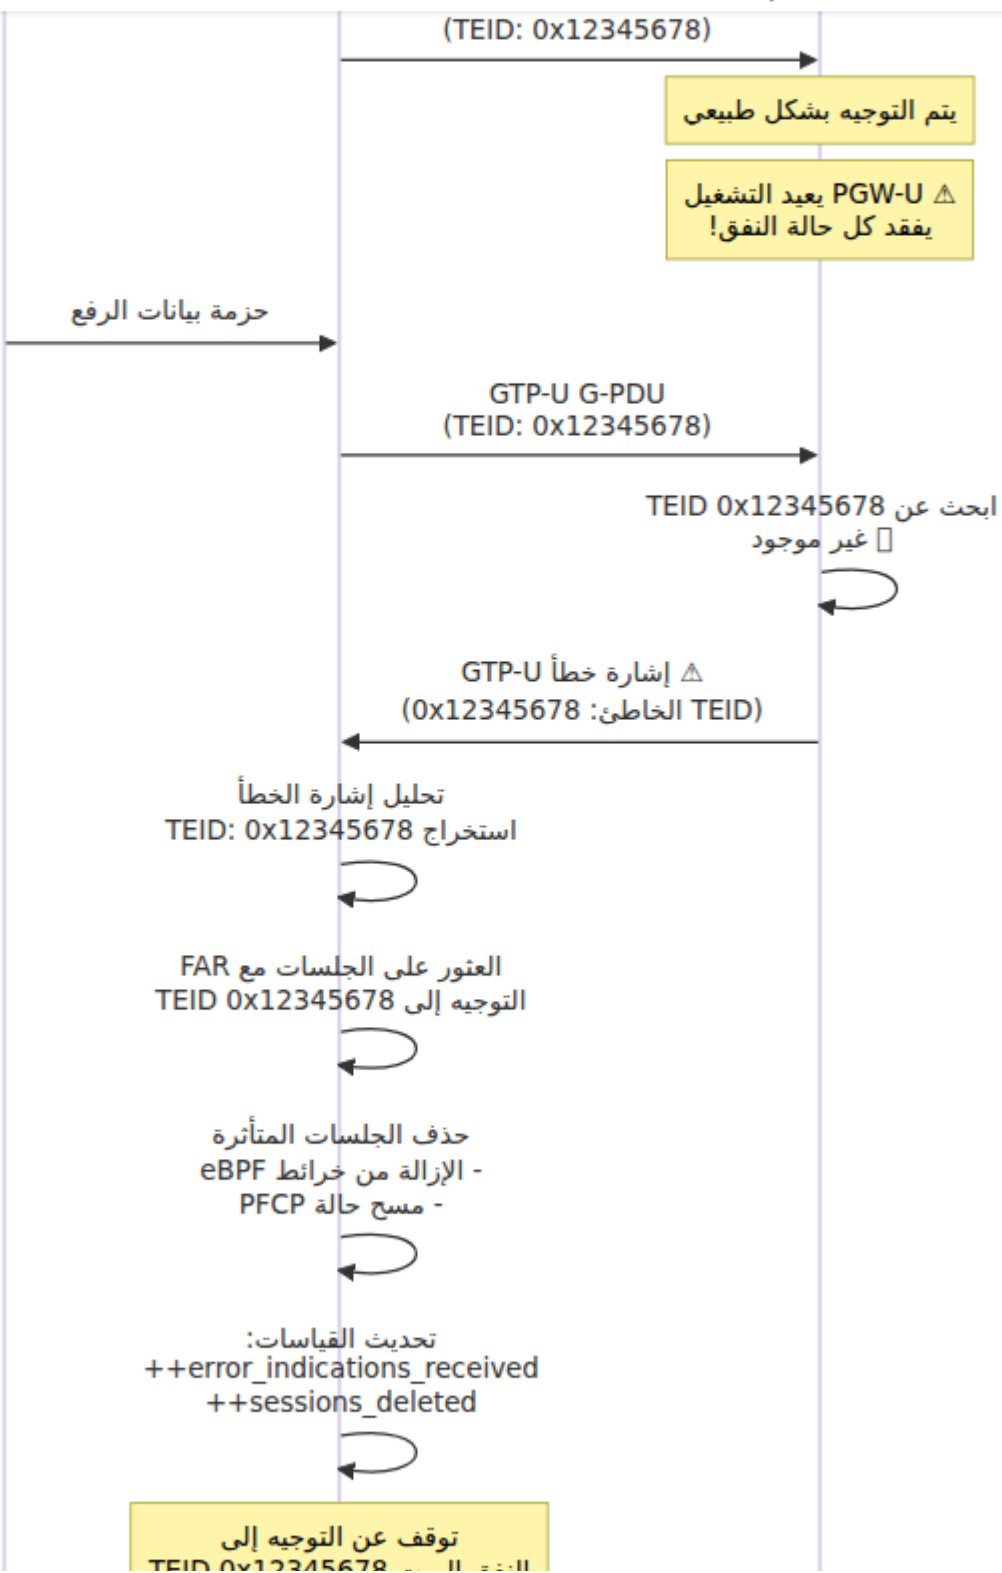 (TEID: 0x12345678)
يتم التوجيه بشكل طبيعي
⚠ PGW-U يعيد التشغيل
يفقد كل حالة النفق!
حزمة بيانات الرفع
GTP-U G-PDU
(TEID: 0x12345678)
ابحث عن TEID 0x12345678
غير موجود
⚠ إشارة خطأ GTP-U
(TEID الخاطئ: 0x12345678)
تحليل إشارة الخطأ
استخراج TEID: 0x12345678
العثور على الجلسات مع FAR
التوجيه إلى TEID 0x12345678
حذف الجلسات المتأثرة
- الإزالة من خرائط eBPF
- مسح حالة PFCP
تحديث القياسات:
++error_indications_received
++sessions_deleted
توقف عن التوجيه إلى
TEID 0x12345678